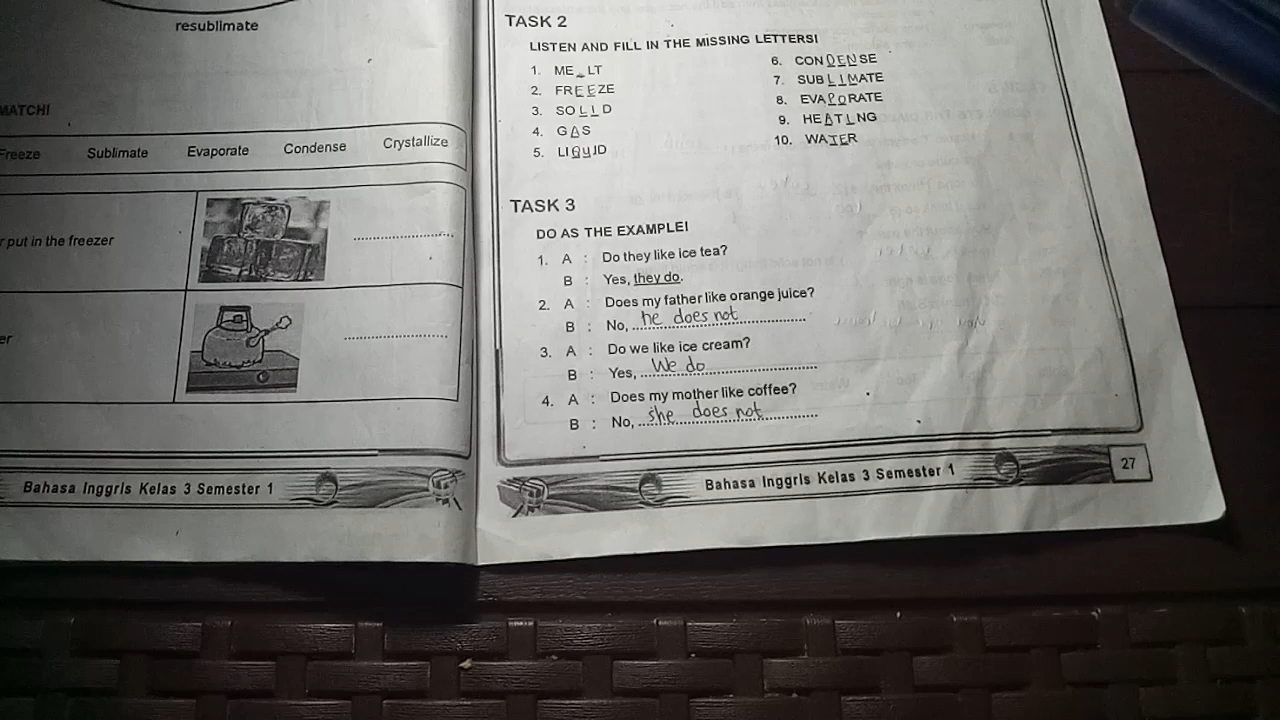 resublimate
MATCH!
Freeze Sublimate Evaporate Condense Crystallize
r put in the freezer ....................
er ....................
Bahasa Inggris Kelas 3 Semester 1
TASK 2
LISTEN AND FILL IN THE MISSING LETTERS!
1. ME_LT
2. FREEZE
3. SOLID
4. GAS
5. LIQUID
6. CONDENSE
7. SUBLIMATE
8. EVAPORATE
9. HEATING
10. WATER
TASK 3
DO AS THE EXAMPLE!
1. A : Do they like ice tea?
B : Yes, they do.
2. A : Does my father like orange juice?
B : No, he does not
3. A : Do we like ice cream?
B : Yes, We do
4. A : Does my mother like coffee?
B : No, she does not
Bahasa Inggris Kelas 3 Semester 1
27